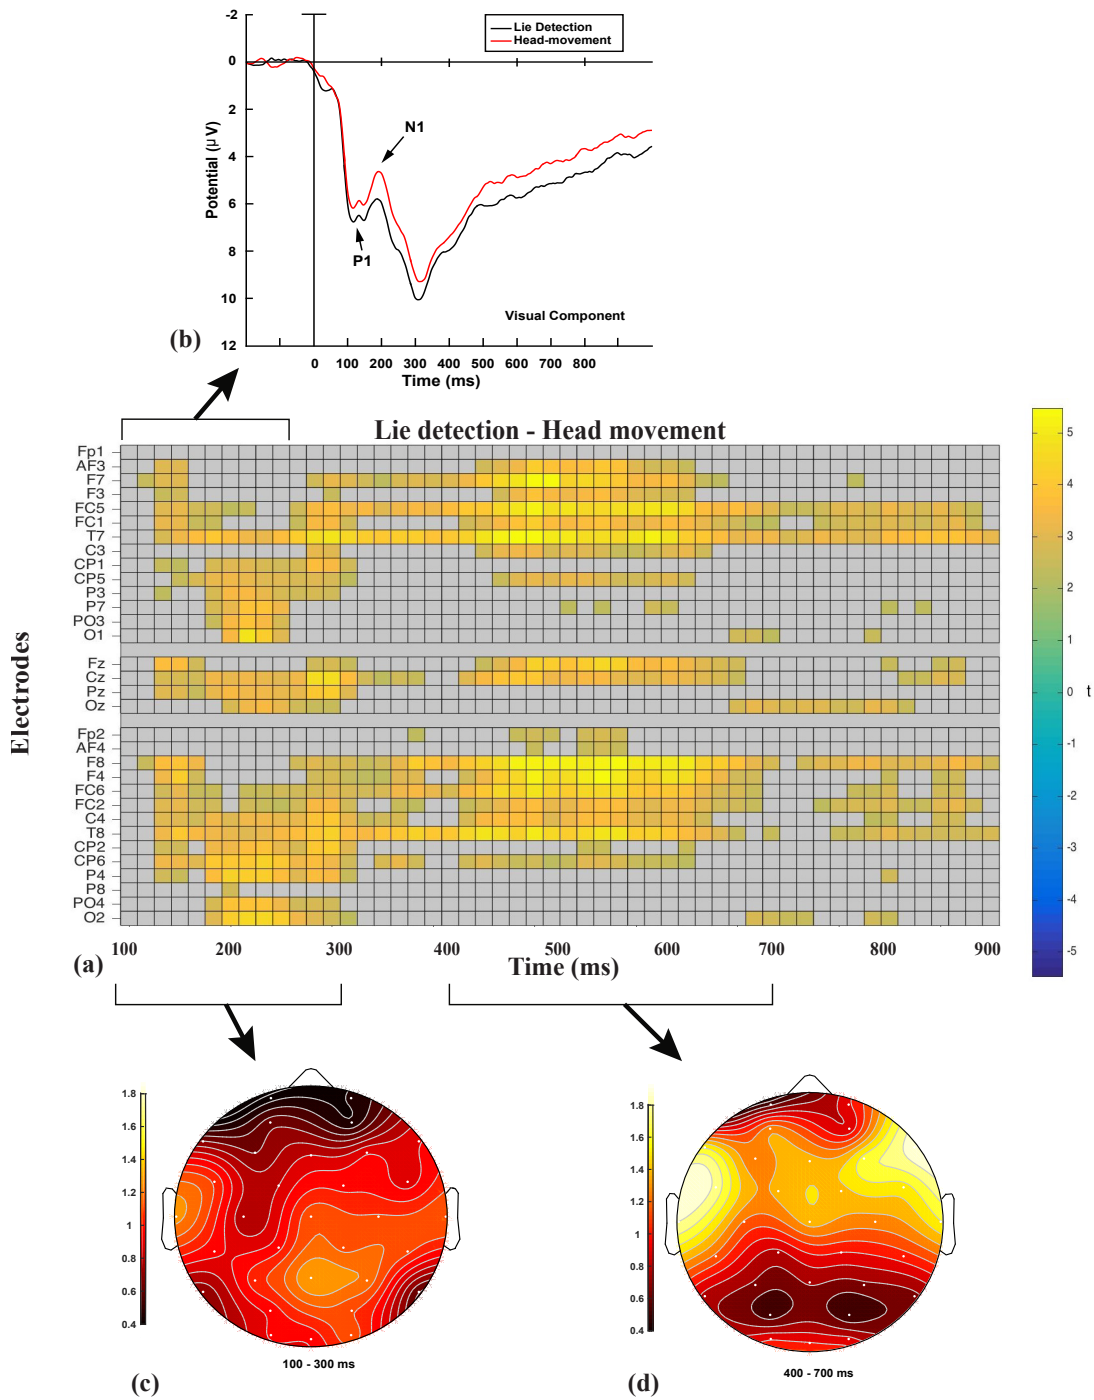 -2
0
2
4
6
8
10
12
Potential (μV)
Lie Detection
Head-movement
N1
P1
Visual Component
0 100 200 300 400 500 600 700 800
Time (ms)
(b)
Lie detection - Head movement
Electrodes
Fp1
AF3
F7
F3
FC5
FC1
T7
C3
CP1
CP5
P3
P7
PO3
O1
Fz
Cz
Pz
Oz
Fp2
AF4
F8
F4
FC6
FC2
C4
T8
CP2
CP6
P4
P8
PO4
O2
100 200 300 400 500 600 700 800 900
Time (ms)
(a)
5
4
3
2
1
0
-1
-2
-3
-4
-5
t
1.8
1.6
1.4
1.2
1
0.8
0.6
0.4
100 - 300 ms
(c)
1.8
1.6
1.4
1.2
1
0.8
0.6
0.4
400 - 700 ms
(d)